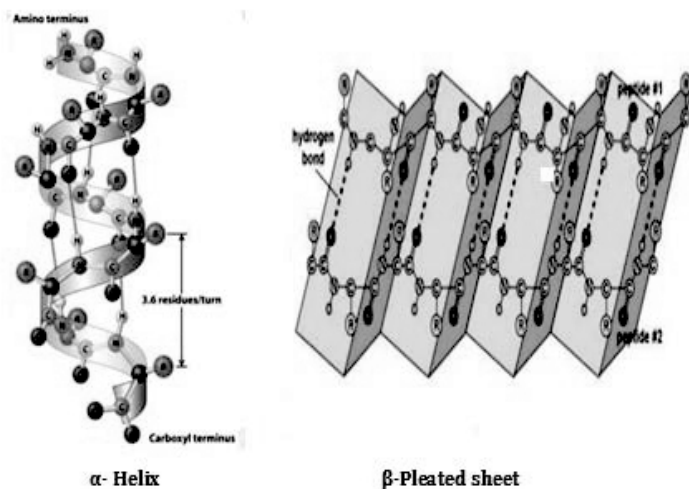 Amino terminus
3.6 residues/turn
Carboxyl terminus
α- Helix
peptide #1
hydrogen
bond
peptide #2
β-Pleated sheet